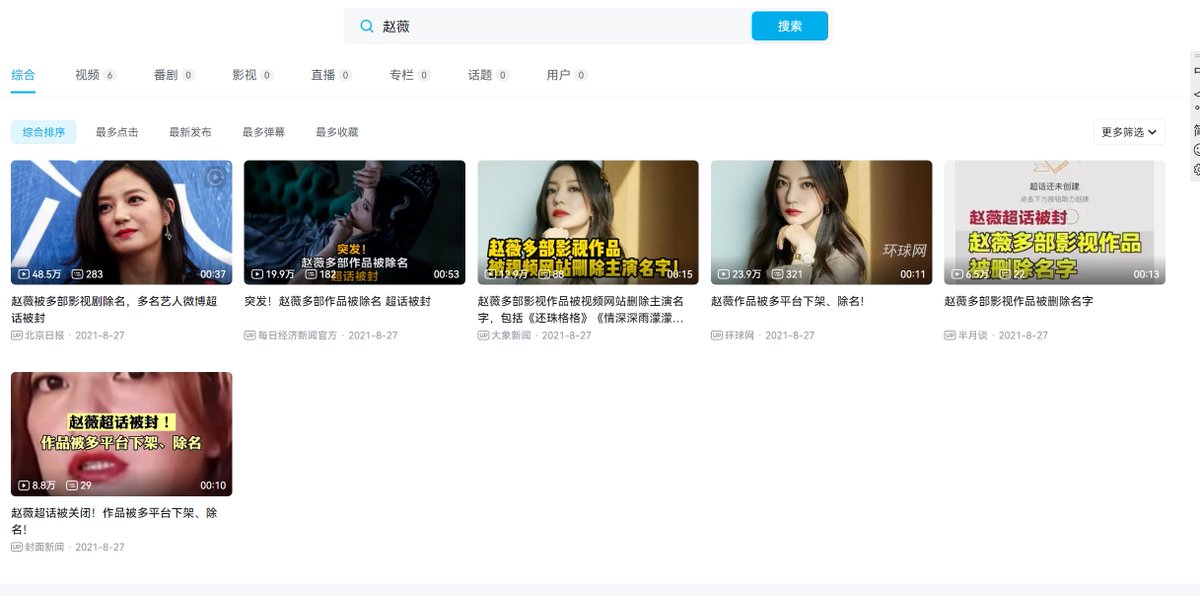 赵薇
搜索
综合
视频 6
番剧 0
影视 0
直播 0
专栏 0
话题 0
用户 0
综合排序
最多点击
最新发布
最多弹幕
最多收藏
更多筛选
48.5万 283 00:37
赵薇被多部影视剧除名，多名艺人微博超
话被封
UP 北京日报 · 2021-8-27
突发！
赵薇多部作品被除名
超话被封
19.9万 182 00:53
突发！赵薇多部作品被除名 超话被封
UP 每日经济新闻官方 · 2021-8-27
赵薇多部影视作品
被视频网站删除主演名字！
12.9万 88 00:15
赵薇多部影视作品被视频网站删除主演名
字，包括《还珠格格》《情深深雨濛濛...
UP 大象新闻 · 2021-8-27
环球网
23.9万 321 00:11
赵薇作品被多平台下架、除名！
UP 环球网 · 2021-8-27
超话还未创建
点击下方按钮助力创建
赵薇超话被封
赵薇多部影视作品
被删除名字
6.5万 22 00:13
赵薇多部影视作品被删除名字
UP 半月谈 · 2021-8-27
赵薇超话被封！
作品被多平台下架、除名
8.8万 29 00:10
赵薇超话被关闭！作品被多平台下架、除
名！
UP 封面新闻 · 2021-8-27